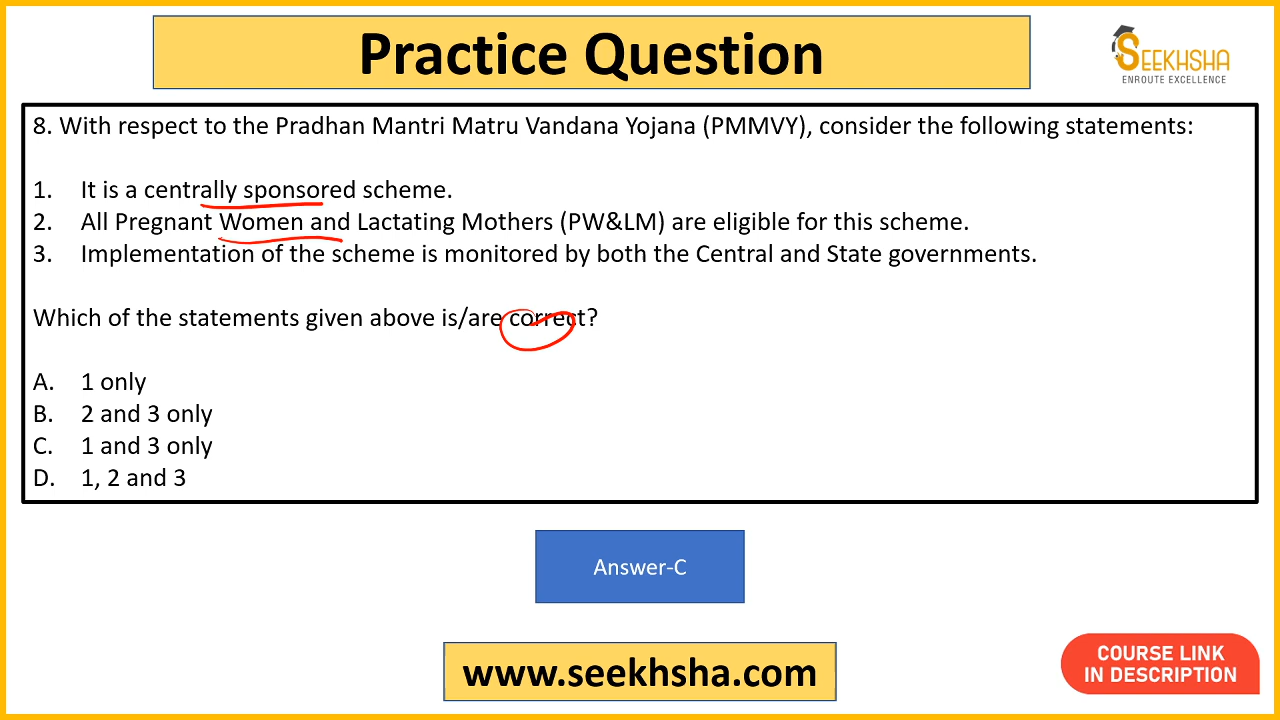 Practice Question
SEEKHSHA
ENROUTE EXCELLENCE
8. With respect to the Pradhan Mantri Matru Vandana Yojana (PMMVY), consider the following statements:
1. It is a centrally sponsored scheme.
2. All Pregnant Women and Lactating Mothers (PW&LM) are eligible for this scheme.
3. Implementation of the scheme is monitored by both the Central and State governments.
Which of the statements given above is/are correct?
A. 1 only
B. 2 and 3 only
C. 1 and 3 only
D. 1, 2 and 3
Answer-C
www.seekhsha.com
COURSE LINK
IN DESCRIPTION